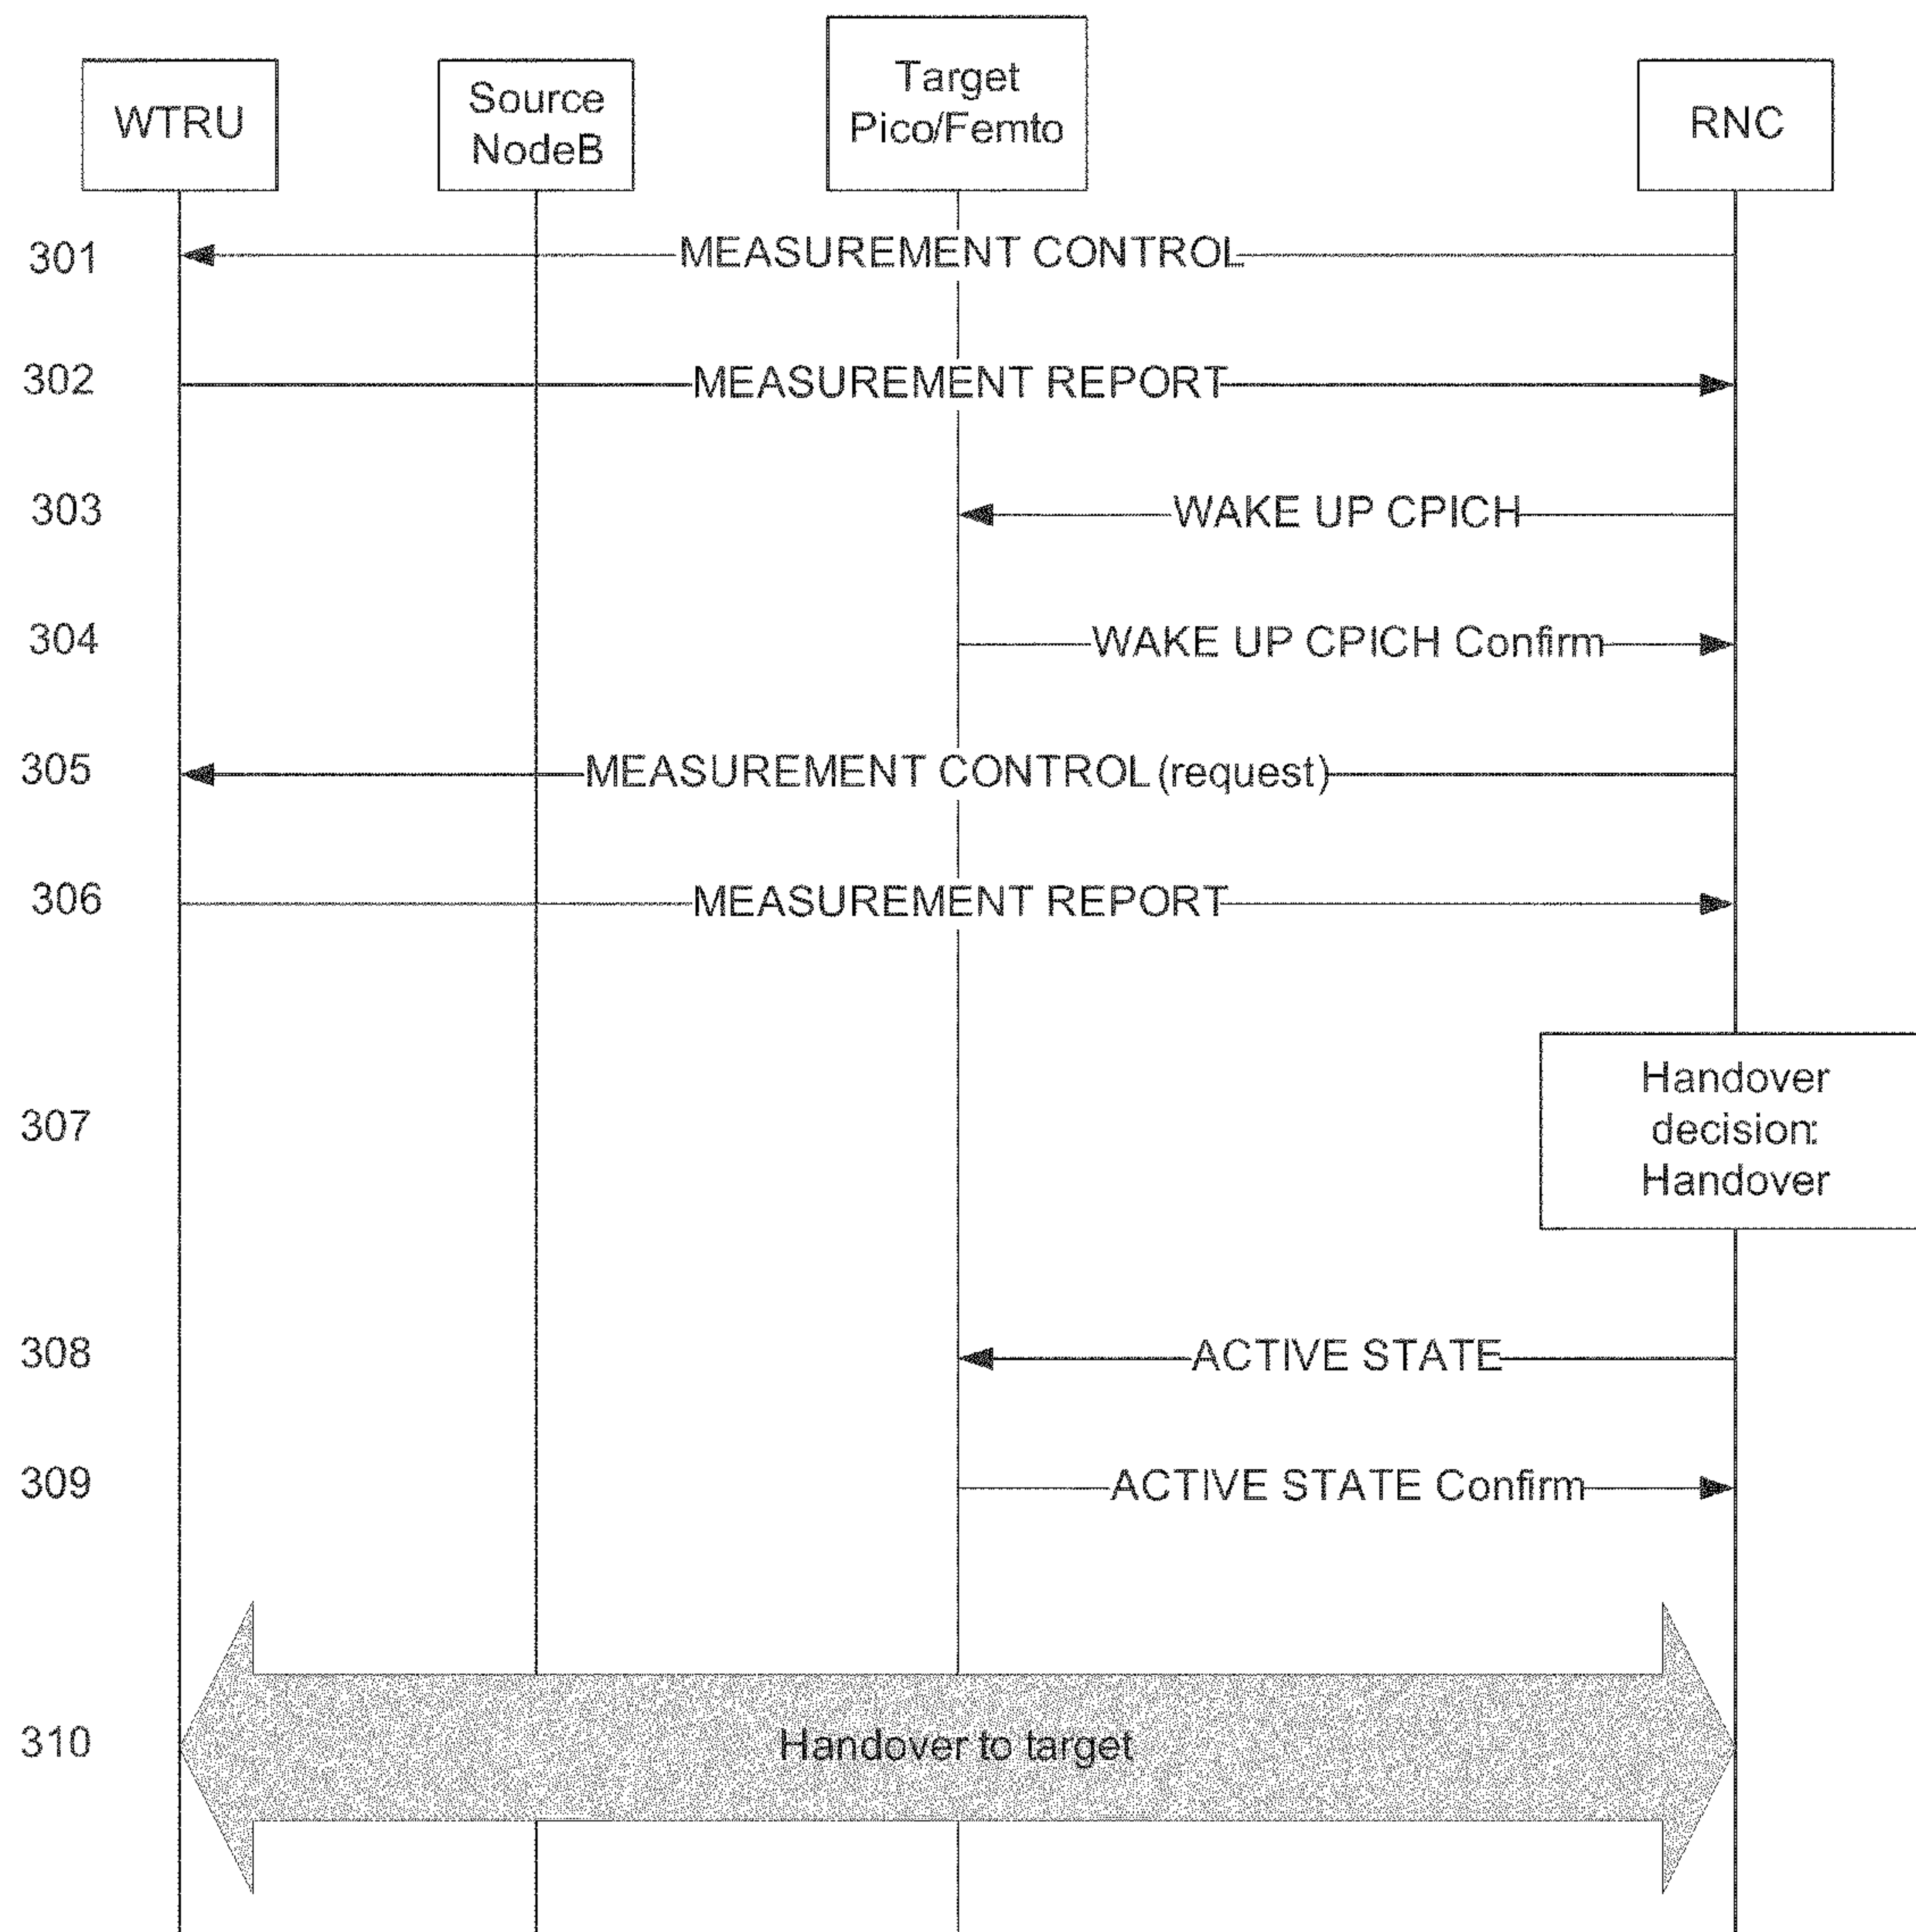 WTRU
Source
NodeB
Target
Pico/Femto
RNC
301
MEASUREMENT CONTROL
302
MEASUREMENT REPORT
303
WAKE UP CPICH
304
WAKE UP CPICH Confirm
305
MEASUREMENT CONTROL (request)
306
MEASUREMENT REPORT
307
Handover
decision:
Handover
308
ACTIVE STATE
309
ACTIVE STATE Confirm
310
Handover to target